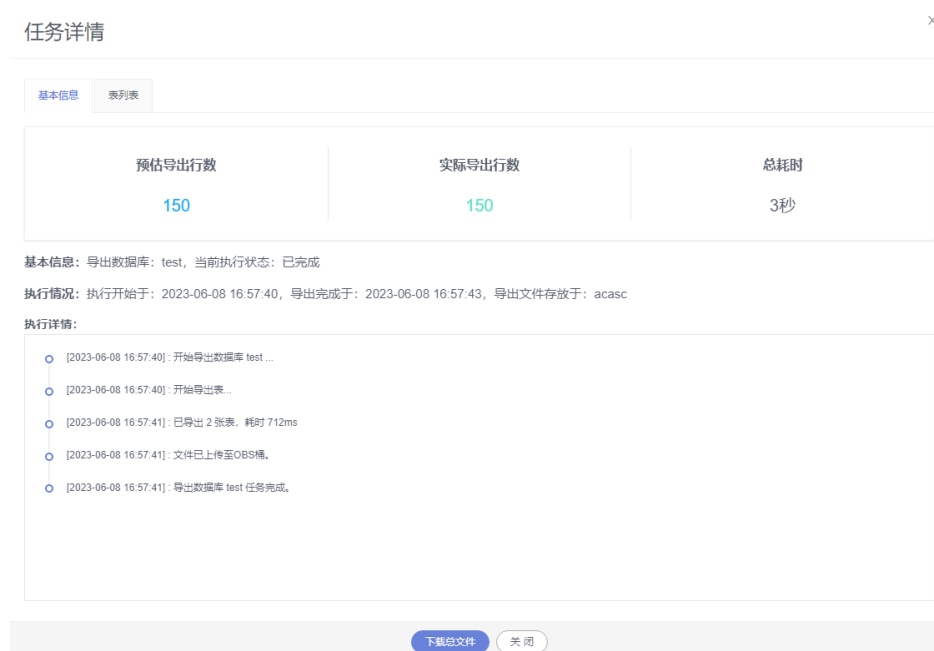 任务详情
基本信息 表列表
预估导出行数 实际导出行数 总耗时
150 150 3秒
基本信息：导出数据库：test，当前执行状态：已完成
执行情况：执行开始于：2023-06-08 16:57:40，导出完成于：2023-06-08 16:57:43，导出文件存放于：acasc
执行详情：
[2023-06-08 16:57:40] : 开始导出数据库 test ...
[2023-06-08 16:57:40] : 开始导出表...
[2023-06-08 16:57:41] : 已导出 2 张表，耗时 712ms
[2023-06-08 16:57:41] : 文件已上传至OBS桶。
[2023-06-08 16:57:41] : 导出数据库 test 任务完成。
下载总文件 关闭